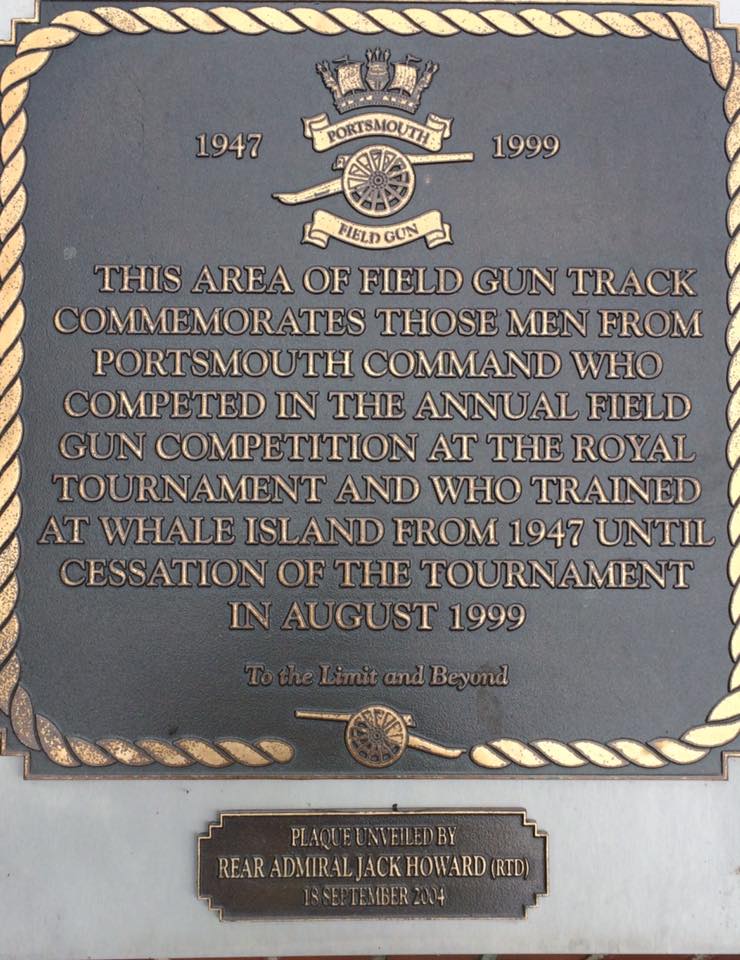 PORTSMOUTH
1947 1999
FIELD GUN
THIS AREA OF FIELD GUN TRACK
COMMEMORATES THOSE MEN FROM
PORTSMOUTH COMMAND WHO
COMPETED IN THE ANNUAL FIELD
GUN COMPETITION AT THE ROYAL
TOURNAMENT AND WHO TRAINED
AT WHALE ISLAND FROM 1947 UNTIL
CESSATION OF THE TOURNAMENT
IN AUGUST 1999
To the Limit and Beyond
PLAQUE UNVEILED BY
REAR ADMIRAL JACK HOWARD (RTD)
18 SEPTEMBER 2004